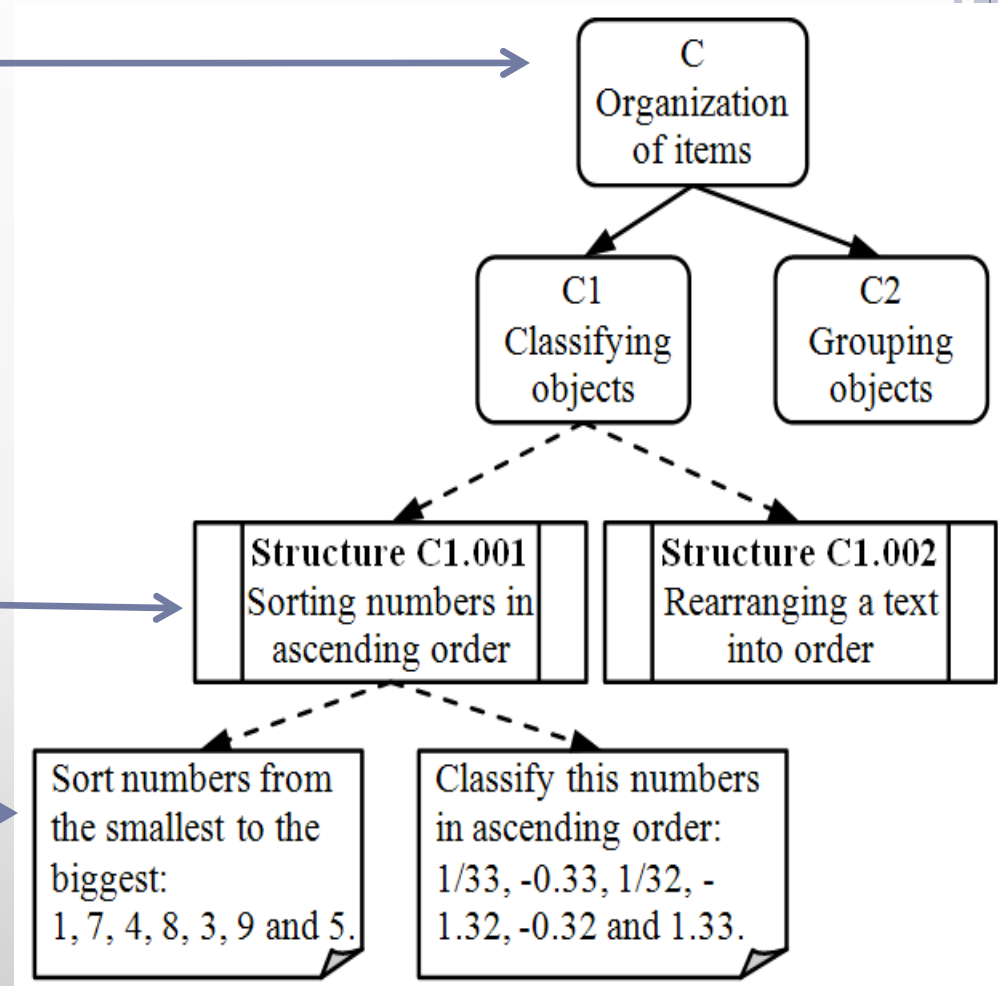 C
Organization
of items
C1
Classifying
objects
C2
Grouping
objects
Structure C1.001
Sorting numbers in
ascending order
Structure C1.002
Rearranging a text
into order
Sort numbers from
the smallest to the
biggest:
1, 7, 4, 8, 3, 9 and 5.
Classify this numbers
in ascending order:
1/33, -0.33, 1/32, -
1.32, -0.32 and 1.33.